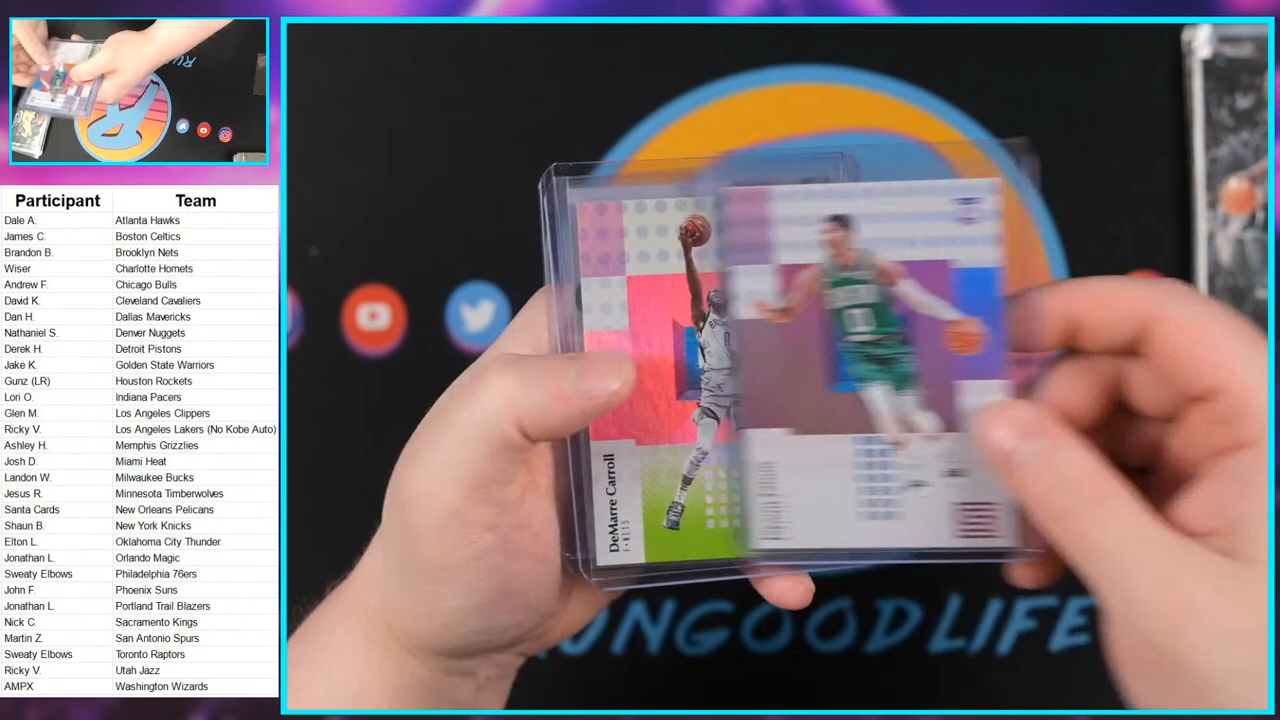 Participant Team
Dale A. Atlanta Hawks
James C. Boston Celtics
Brandon B. Brooklyn Nets
Wiser Charlotte Hornets
Andrew F. Chicago Bulls
David K. Cleveland Cavaliers
Dan H. Dallas Mavericks
Nathaniel S. Denver Nuggets
Derek H. Detroit Pistons
Jake K. Golden State Warriors
Gunz (LR) Houston Rockets
Lori O. Indiana Pacers
Glen M. Los Angeles Clippers
Ricky V. Los Angeles Lakers (No Kobe Auto)
Ashley H. Memphis Grizzlies
Josh D. Miami Heat
Landon W. Milwaukee Bucks
Jesus R. Minnesota Timberwolves
Santa Cards New Orleans Pelicans
Shaun B. New York Knicks
Elton L. Oklahoma City Thunder
Jonathan L. Orlando Magic
Sweaty Elbows Philadelphia 76ers
John F. Phoenix Suns
Jonathan L. Portland Trail Blazers
Nick C. Sacramento Kings
Martin Z. San Antonio Spurs
Sweaty Elbows Toronto Raptors
Ricky V. Utah Jazz
AMPX Washington Wizards
DeMarre Carroll
F-NETS
UNGOODLIFE